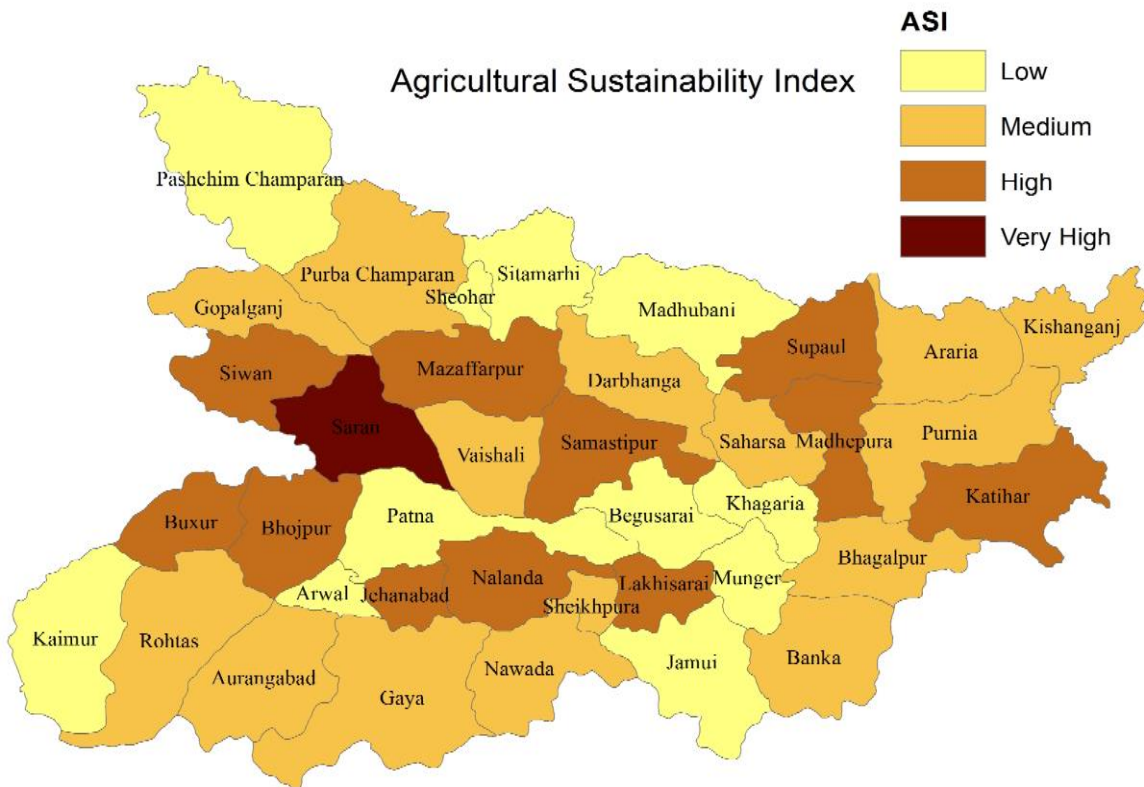 ASI
Low
Medium
High
Very High
Agricultural Sustainability Index
Pashchim Champaran
Purba Champaran
Sitamarhi
Sheohar
Gopalganj
Madhubani
Kishanganj
Supaul
Araria
Siwan
Mazaffarpur
Darbhanga
Saran
Vaishali
Samastipur
Saharsa
Madhepura
Purnia
Katihar
Buxur
Bhojpur
Patna
Begusarai
Khagaria
Bhagalpur
Arwal
Jehanabad
Nalanda
Lakhisarai
Munger
Sheikhpura
Kaimur
Rohtas
Aurangabad
Gaya
Nawada
Jamui
Banka